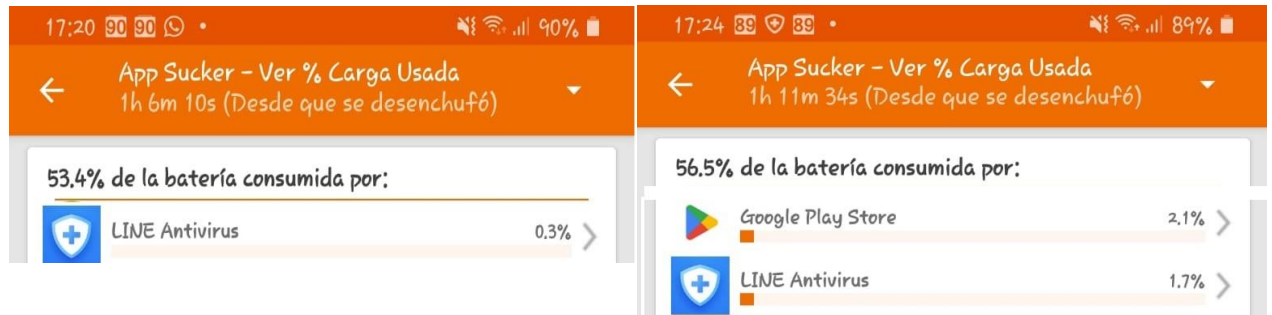 17:20 90 90 90%
App Sucker - Ver % Carga Usada
1h 6m 10s (Desde que se desenchufó)
53.4% de la batería consumida por:
LINE Antivirus 0.3%
17:24 89 89 89%
App Sucker - Ver % Carga Usada
1h 11m 34s (Desde que se desenchufó)
56.5% de la batería consumida por:
Google Play Store 2.1%
LINE Antivirus 1.7%